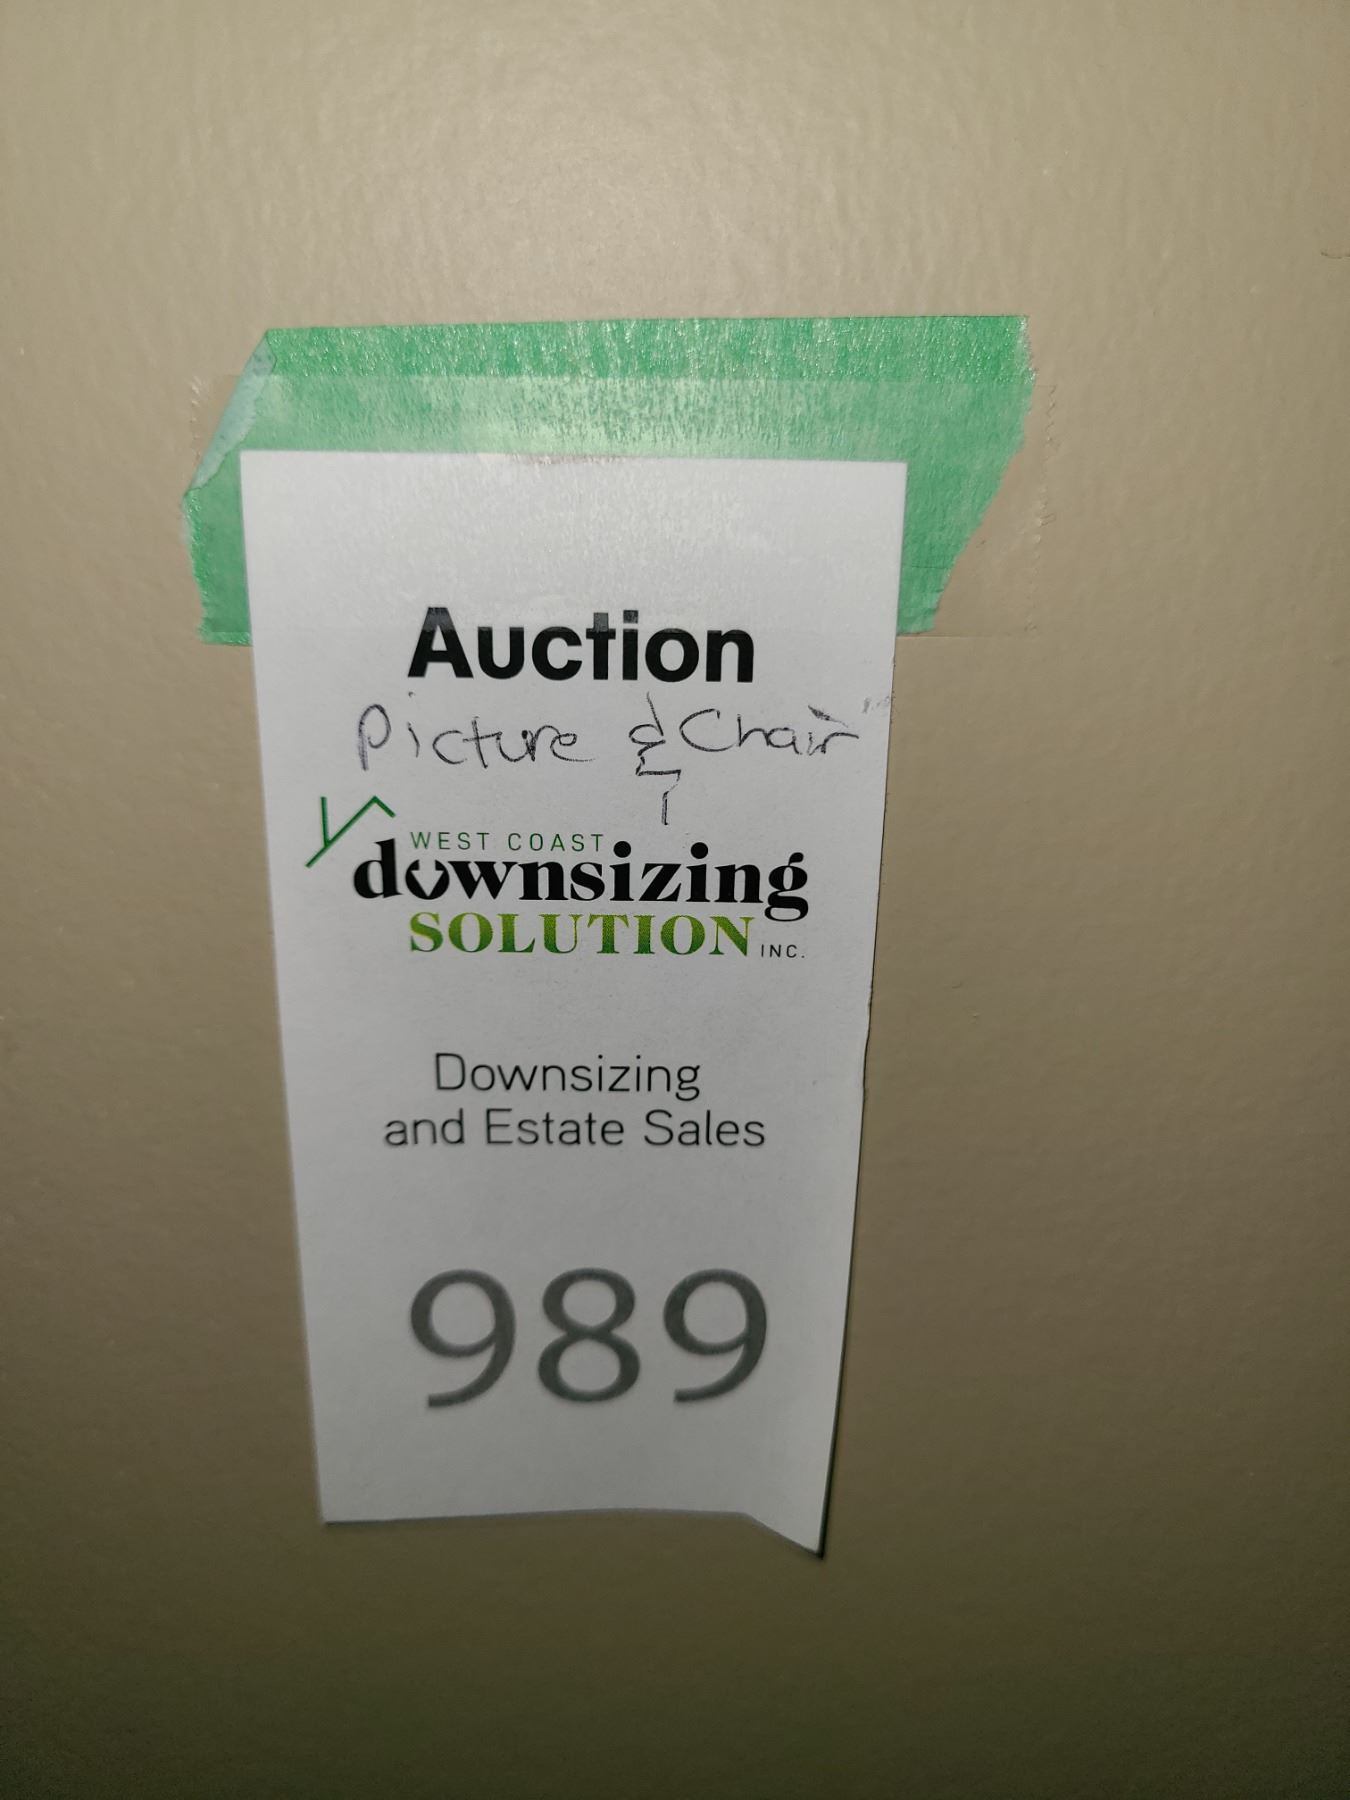 Auction
Picture & Chair
WEST COAST
downsizing
SOLUTION INC.
Downsizing
and Estate Sales
989